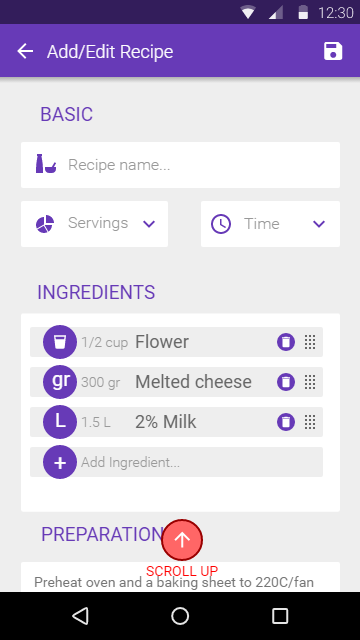 12:30
Add/Edit Recipe
BASIC
Recipe name...
Servings
Time
INGREDIENTS
1/2 cup Flower
gr 300 gr Melted cheese
L 1.5 L 2% Milk
+ Add Ingredient...
PREPARATION
SCROLL UP
Preheat oven and a baking sheet to 220C/fan